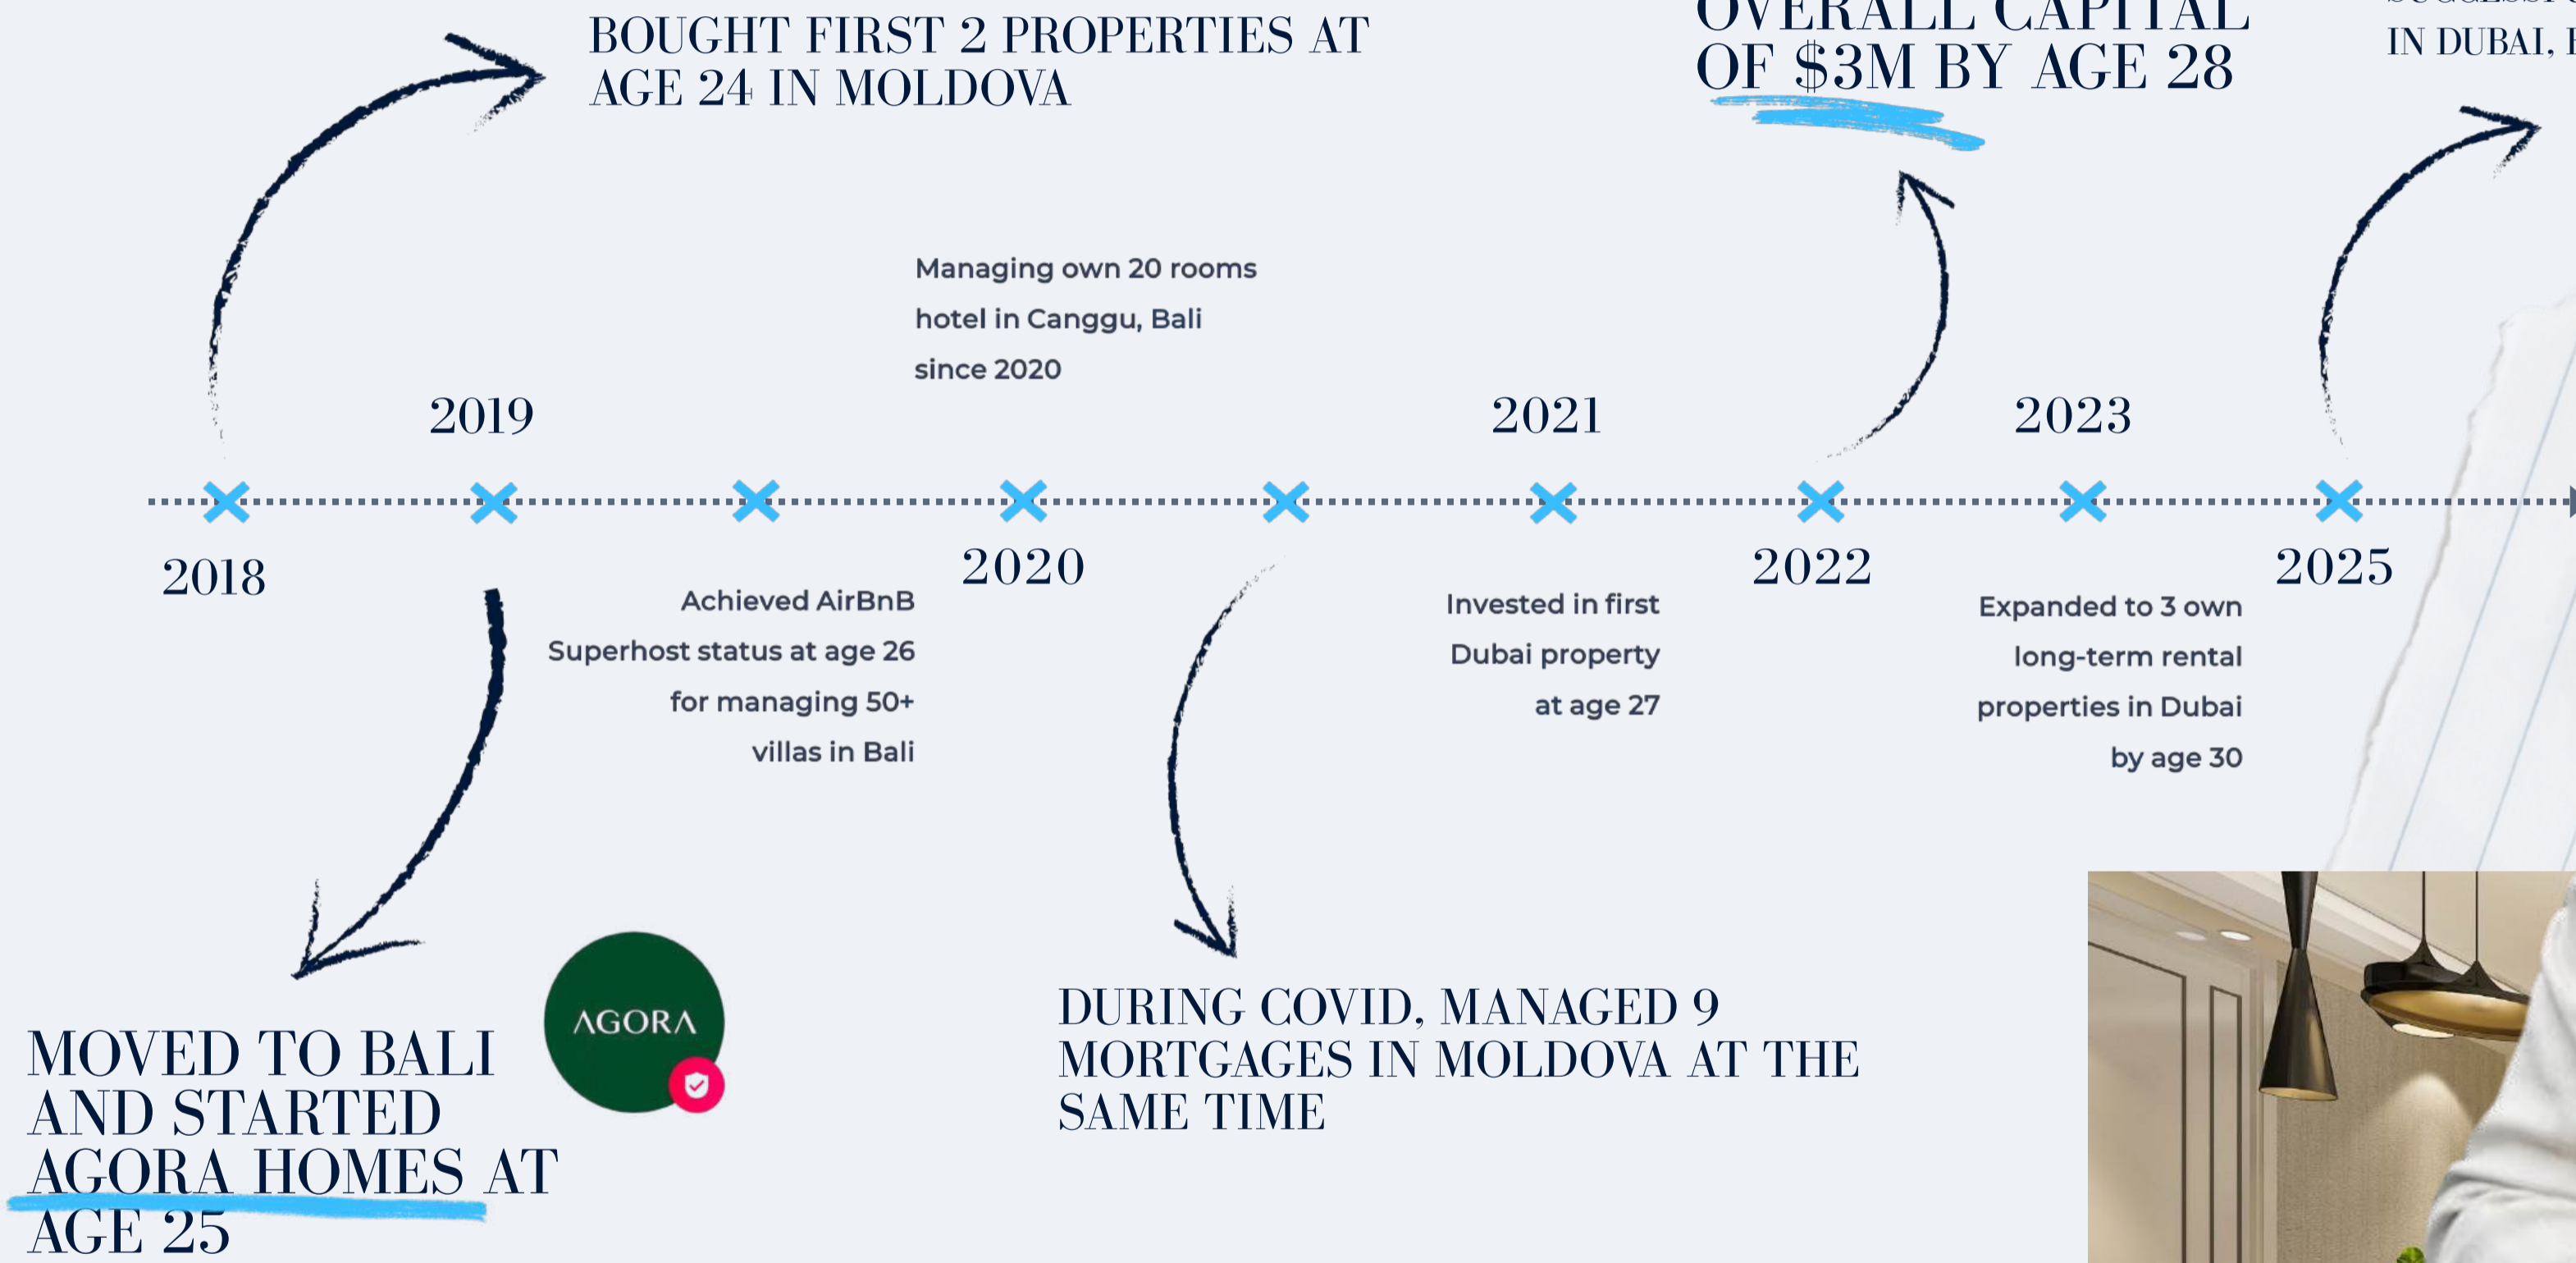 BOUGHT FIRST 2 PROPERTIES AT
AGE 24 IN MOLDOVA
OVERALL CAPITAL
OF $3M BY AGE 28
IN DUBAI,
Managing own 20 rooms
hotel in Canggu, Bali
since 2020
2019
2021
2023
2018
2020
2022
2025
Achieved AirBnB
Superhost status at age 26
for managing 50+
villas in Bali
Invested in first
Dubai property
at age 27
Expanded to 3 own
long-term rental
properties in Dubai
by age 30
AGORA
MOVED TO BALI
AND STARTED
AGORA HOMES AT
AGE 25
DURING COVID, MANAGED 9
MORTGAGES IN MOLDOVA AT THE
SAME TIME